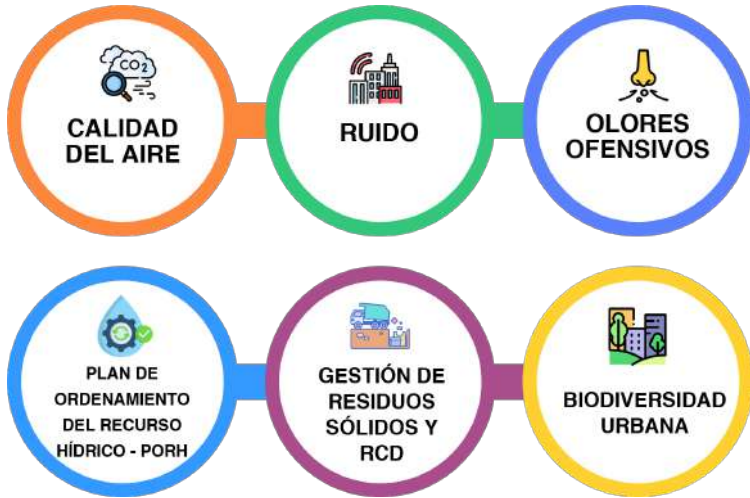 CO2
CALIDAD
DEL AIRE
RUIDO
OLORES
OFENSIVOS
PLAN DE
ORDENAMIENTO
DEL RECURSO
HÍDRICO - PORH
GESTIÓN DE
RESIDUOS
SÓLIDOS Y
RCD
BIODIVERSIDAD
URBANA